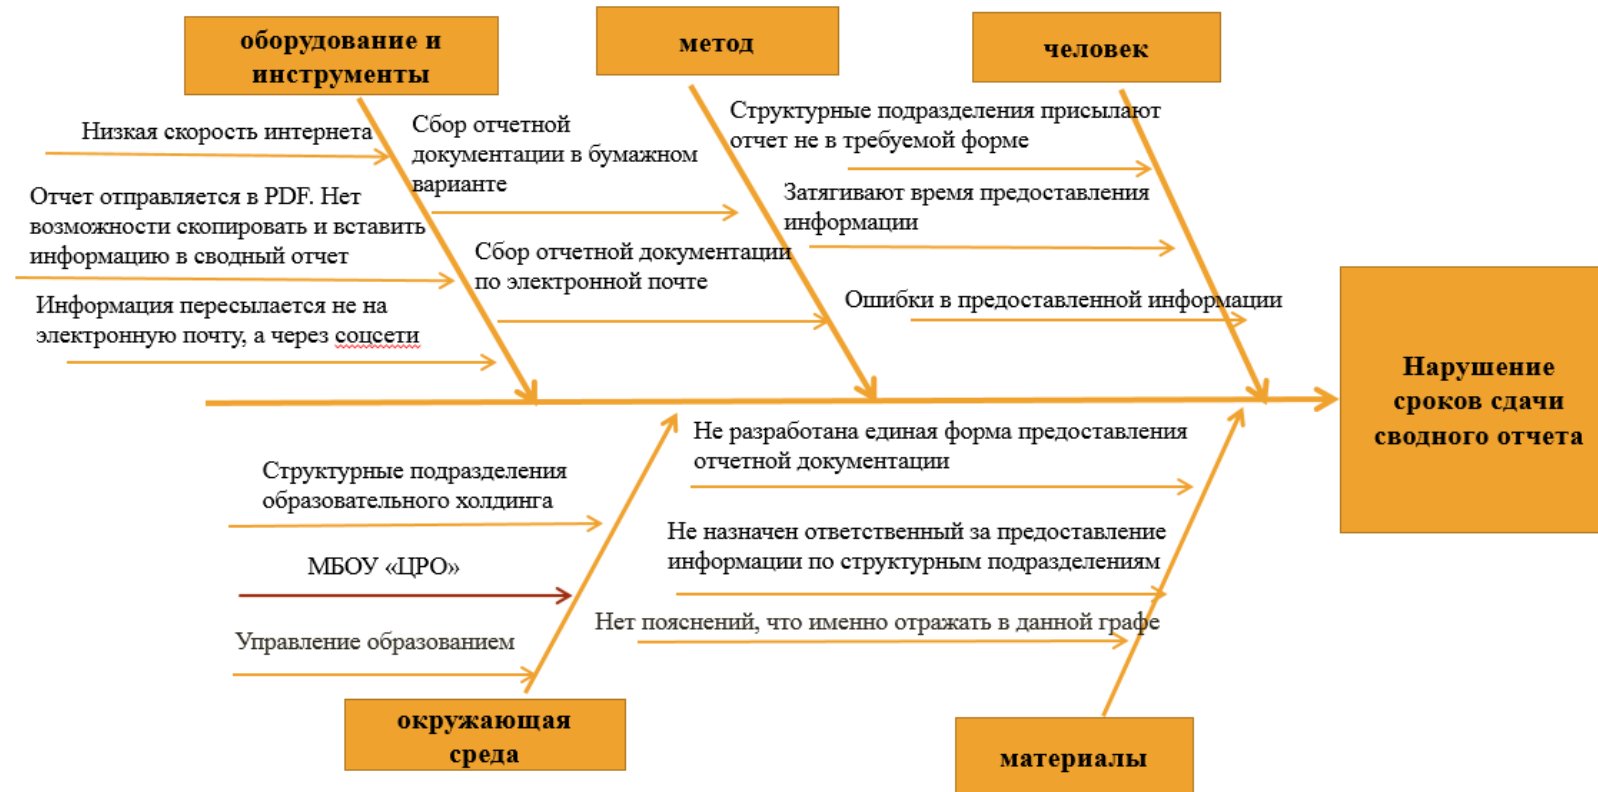 оборудование и
инструменты
метод
человек
Низкая скорость интернета
Отчет отправляется в PDF. Нет
возможности скопировать и вставить
информацию в сводный отчет
Информация пересылается не на
электронную почту, а через соцсети
Сбор отчетной
документации в бумажном
варианте
Сбор отчетной документации
по электронной почте
Структурные подразделения присылают
отчет не в требуемой форме
Затягивают время предоставления
информации
Ошибки в предоставленной информации
Нарушение
сроков сдачи
сводного отчета
Структурные подразделения
образовательного холдинга
МБОУ «ЦРО»
Управление образованием
Не разработана единая форма предоставления
отчетной документации
Не назначен ответственный за предоставление
информации по структурным подразделениям
Нет пояснений, что именно отражать в данной графе
окружающая
среда
материалы